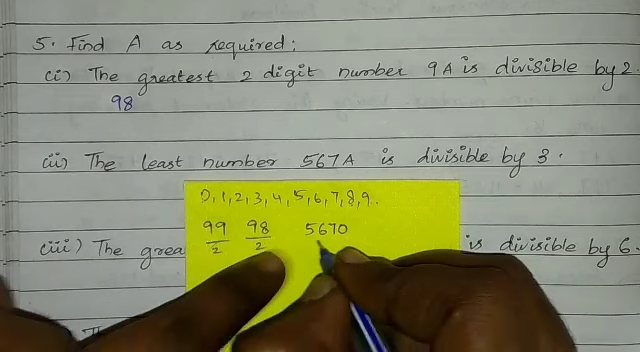 5. Find A as required:
(i) The greatest 2 digit number 9A is divisible by 2.
98
(ii) The least number 567A is divisible by 3.
0,1,2,3,4,5,6,7,8,9..
99/2 98/2 5670
(iii) The is divisible by 6.